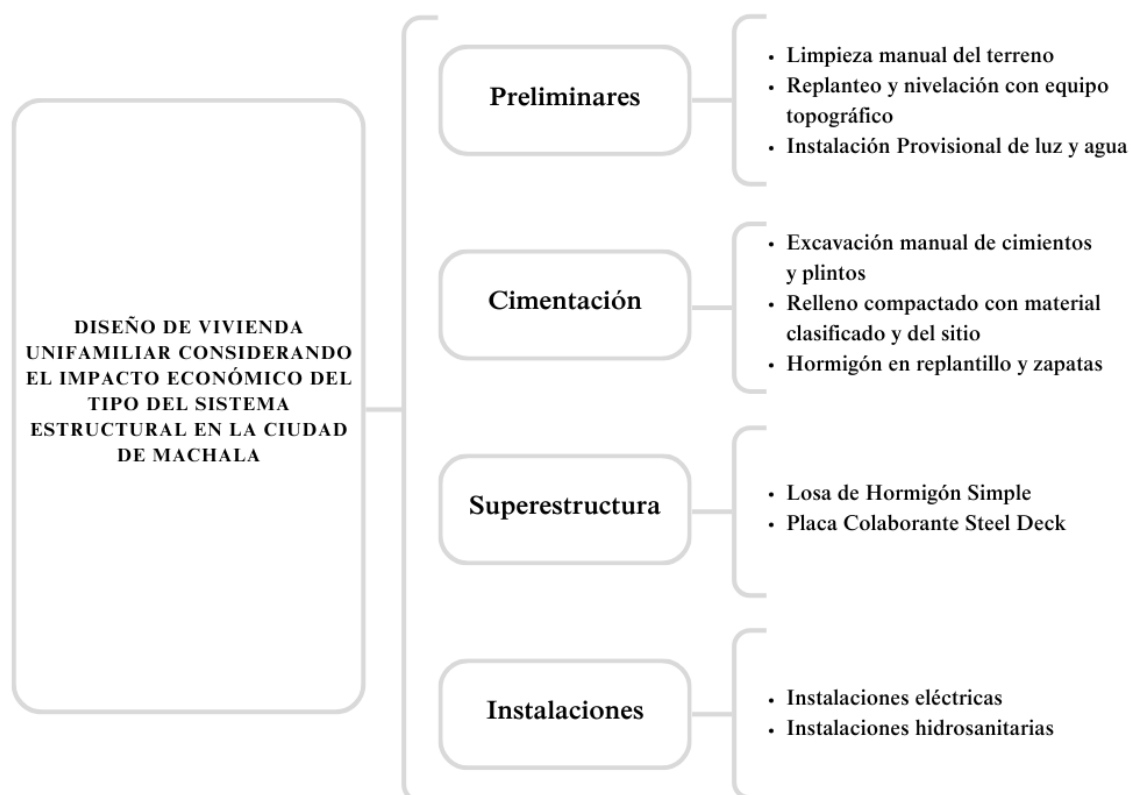 DISEÑO DE VIVIENDA
UNIFAMILIAR CONSIDERANDO
EL IMPACTO ECONÓMICO DEL
TIPO DEL SISTEMA
ESTRUCTURAL EN LA CIUDAD
DE MACHALA
Preliminares
• Limpieza manual del terreno
• Replanteo y nivelación con equipo
topográfico
• Instalación Provisional de luz y agua
Cimentación
• Excavación manual de cimientos
y plintos
• Relleno compactado con material
clasificado y del sitio
• Hormigón en replantillo y zapatas
Superestructura
• Losa de Hormigón Simple
• Placa Colaborante Steel Deck
Instalaciones
• Instalaciones eléctricas
• Instalaciones hidrosanitarias